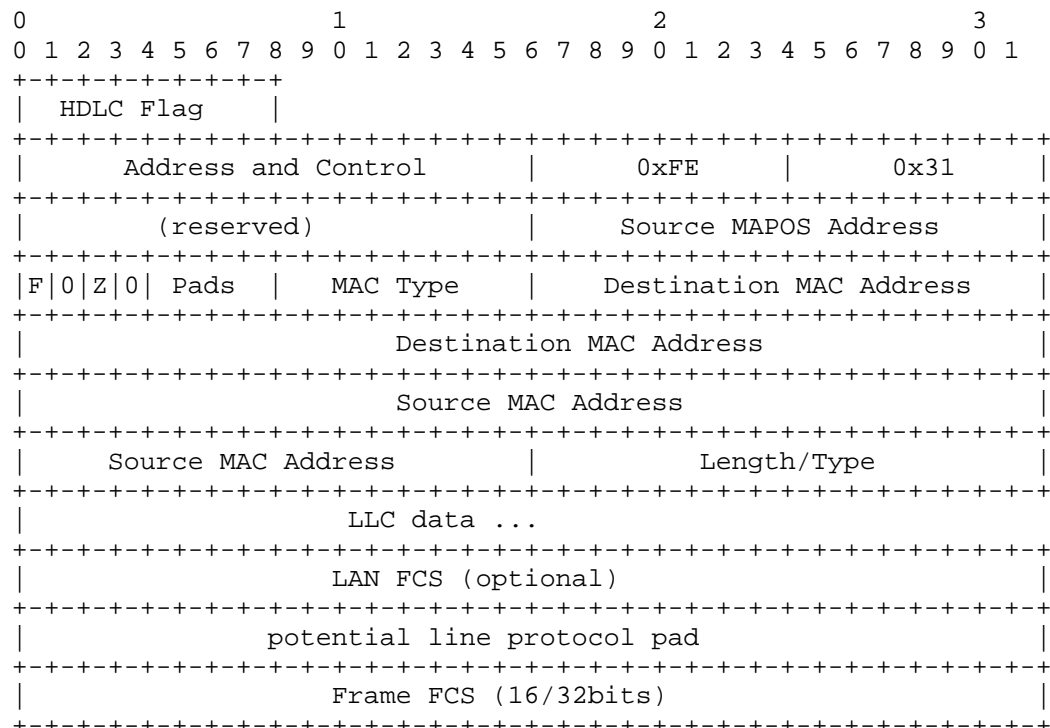 0                   1                   2                   3
0 1 2 3 4 5 6 7 8 9 0 1 2 3 4 5 6 7 8 9 0 1 2 3 4 5 6 7 8 9 0 1
+-+-+-+-+-+-+-+-+
|  HDLC Flag    |
+-+-+-+-+-+-+-+-+-+-+-+-+-+-+-+-+-+-+-+-+-+-+-+-+-+-+-+-+-+-+-+-+
|      Address and Control      |      0xFE     |      0x31     |
+-+-+-+-+-+-+-+-+-+-+-+-+-+-+-+-+-+-+-+-+-+-+-+-+-+-+-+-+-+-+-+-+
|        (reserved)             |     Source MAPOS Address      |
+-+-+-+-+-+-+-+-+-+-+-+-+-+-+-+-+-+-+-+-+-+-+-+-+-+-+-+-+-+-+-+-+
|F|0|Z|0| Pads  |   MAC Type    |    Destination MAC Address    |
+-+-+-+-+-+-+-+-+-+-+-+-+-+-+-+-+-+-+-+-+-+-+-+-+-+-+-+-+-+-+-+-+
|                       Destination MAC Address                 |
+-+-+-+-+-+-+-+-+-+-+-+-+-+-+-+-+-+-+-+-+-+-+-+-+-+-+-+-+-+-+-+-+
|                       Source MAC Address                      |
+-+-+-+-+-+-+-+-+-+-+-+-+-+-+-+-+-+-+-+-+-+-+-+-+-+-+-+-+-+-+-+-+
|     Source MAC Address        |          Length/Type          |
+-+-+-+-+-+-+-+-+-+-+-+-+-+-+-+-+-+-+-+-+-+-+-+-+-+-+-+-+-+-+-+-+
|                    LLC data ...
+-+-+-+-+-+-+-+-+-+-+-+-+-+-+-+-+-+-+-+-+-+-+-+-+-+-+-+-+-+-+-+-+
|                   LAN FCS (optional)                          |
+-+-+-+-+-+-+-+-+-+-+-+-+-+-+-+-+-+-+-+-+-+-+-+-+-+-+-+-+-+-+-+-+
|               potential line protocol pad                     |
+-+-+-+-+-+-+-+-+-+-+-+-+-+-+-+-+-+-+-+-+-+-+-+-+-+-+-+-+-+-+-+-+
|                   Frame FCS (16/32bits)                       |
+-+-+-+-+-+-+-+-+-+-+-+-+-+-+-+-+-+-+-+-+-+-+-+-+-+-+-+-+-+-+-+-+